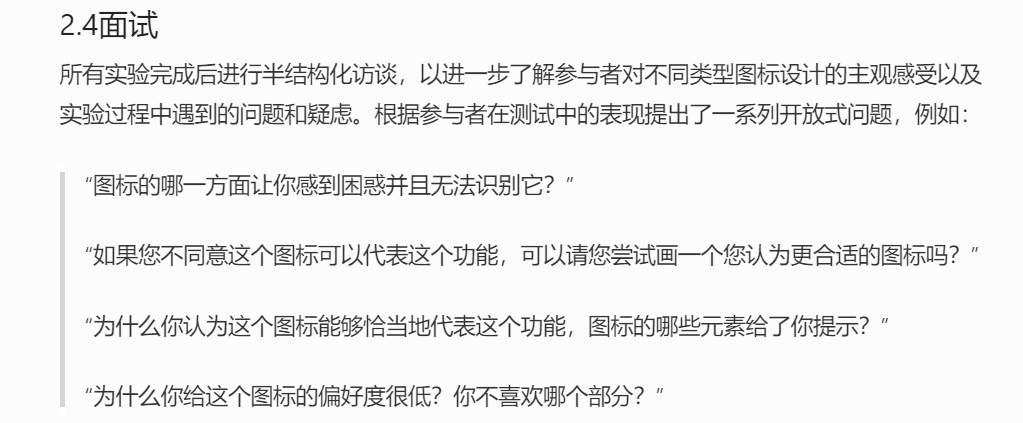 2.4面试
所有实验完成后进行半结构化访谈，以进一步了解参与者对不同类型图标设计的主观感受以及
实验过程中遇到的问题和疑虑。根据参与者在测试中的表现提出了一系列开放式问题，例如：
“图标的哪一方面让你感到困惑并且无法识别它？”
“如果您不同意这个图标可以代表这个功能，可以请您尝试画一个您认为更合适的图标吗？”
“为什么你认为这个图标能够恰当地代表这个功能，图标的哪些元素给了你提示？”
“为什么你给这个图标的偏好度很低？你不喜欢哪个部分？”